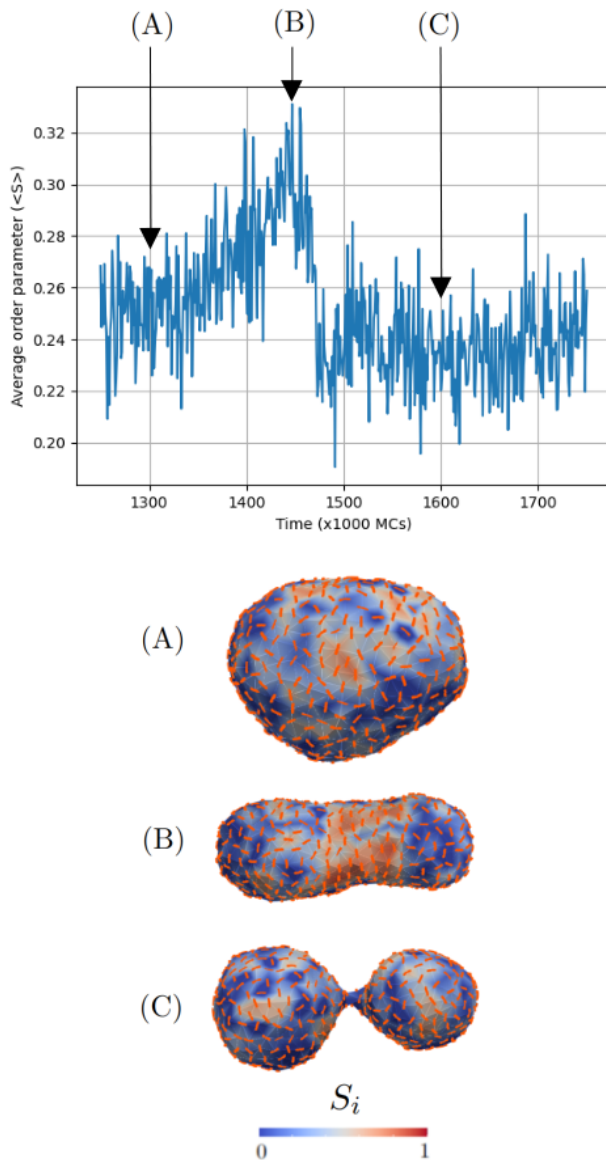 (A) (B) (C)
0.32
0.30
0.28
0.26
0.24
0.22
0.20
Average order parameter (<S>)
1300 1400 1500 1600 1700
Time (x1000 MCs)
(A)
(B)
(C)
Si
0 1